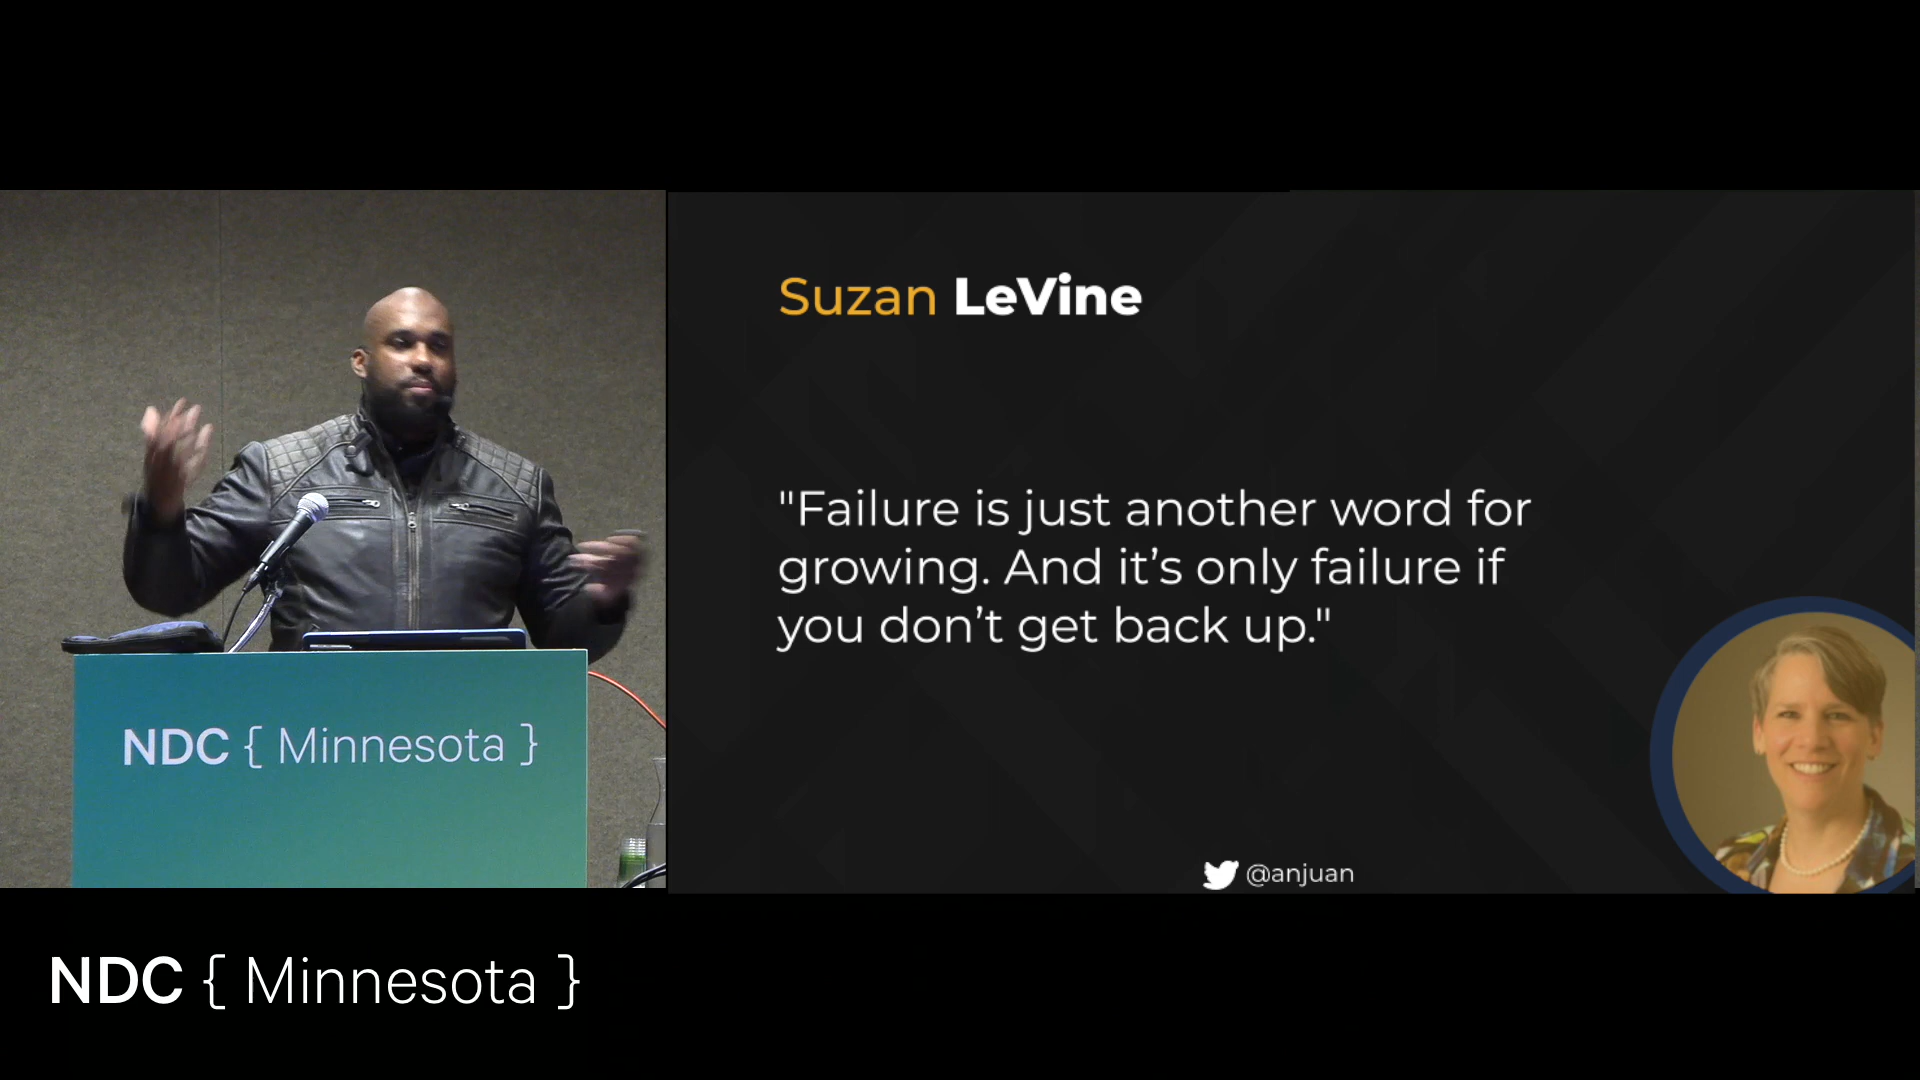 Suzan LeVine
"Failure is just another word for
growing. And it’s only failure if
you don’t get back up."
@anjuan
NDC { Minnesota }
NDC { Minnesota }